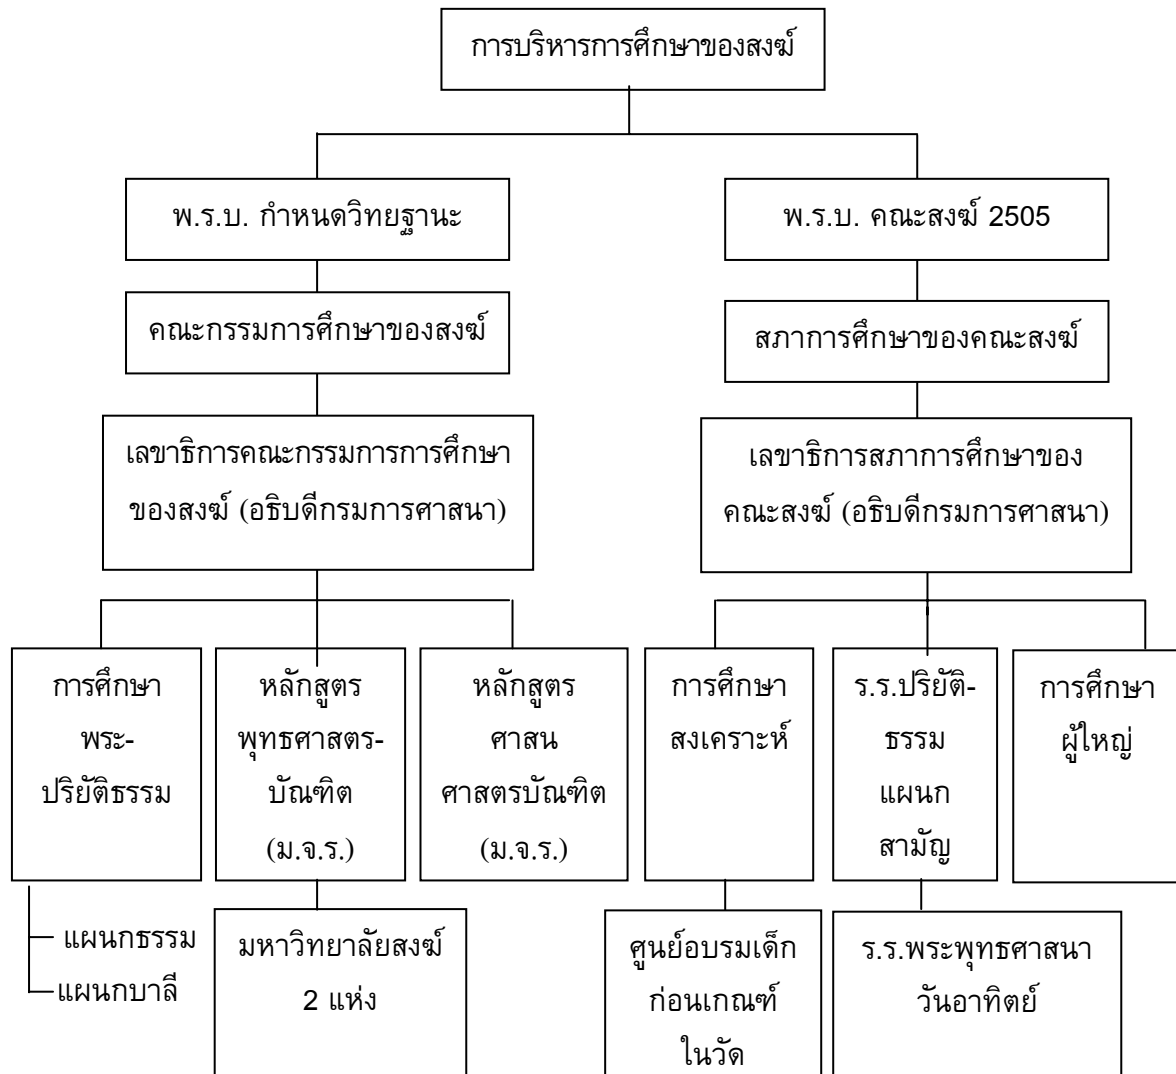 การบริหารการศึกษาของสงฆ์
พ.ร.บ. กำหนดวิทยฐานะ
พ.ร.บ. คณะสงฆ์ 2505
คณะกรรมการศึกษาของสงฆ์
สภาการศึกษาของคณะสงฆ์
เลขาธิการคณะกรรมการการศึกษา
ของสงฆ์ (อธิบดีกรมการศาสนา)
เลขาธิการสภาการศึกษาของ
คณะสงฆ์ (อธิบดีกรมการศาสนา)
การศึกษา
พระ-
ปริยัติธรรม
หลักสูตร
พุทธศาสตร-
บัณฑิต
(ม.จ.ร.)
หลักสูตร
ศาสน
ศาสตรบัณฑิต
(ม.จ.ร.)
การศึกษา
สงเคราะห์
ร.ร.ปริยัติ-
ธรรม
แผนก
สามัญ
การศึกษา
ผู้ใหญ่
แผนกธรรม
แผนกบาลี
มหาวิทยาลัยสงฆ์
2 แห่ง
ศูนย์อบรมเด็ก
ก่อนเกณฑ์
ในวัด
ร.ร.พระพุทธศาสนา
วันอาทิตย์